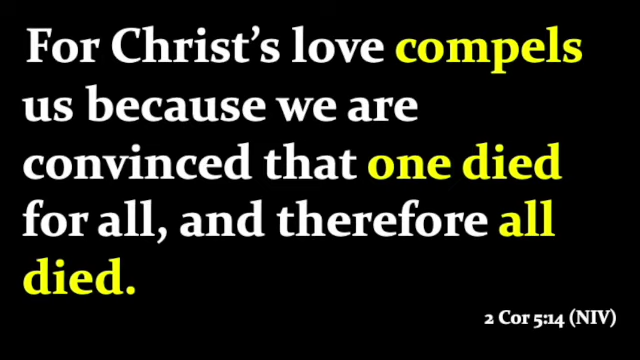 For Christ’s love compels
us because we are
convinced that one died
for all, and therefore all
died.
2 Cor 5:14 (NIV)